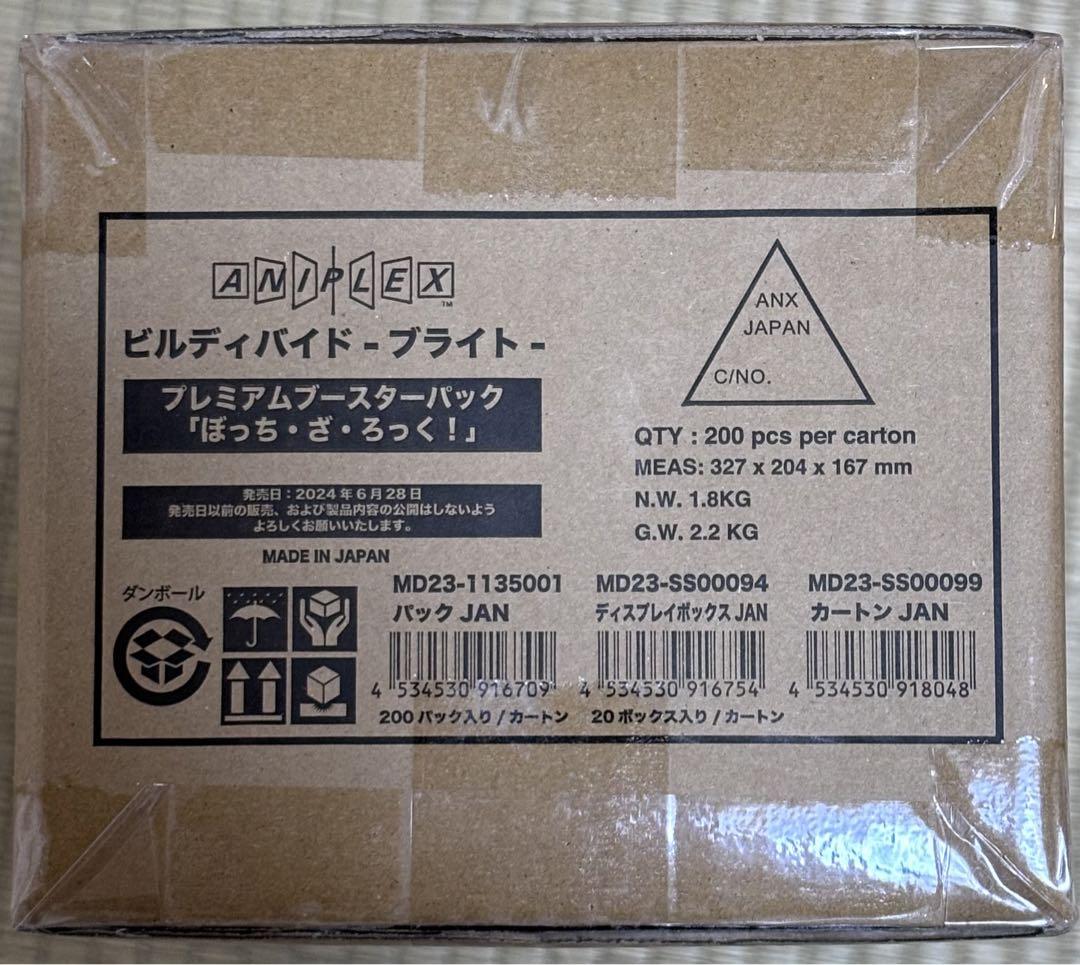 ANIPLEX™
ビルディバイド - ブライト -
プレミアムブースターパック
「ぼっち・ざ・ろっく!」
発売日:2024年6月28日
発売日以前の販売、および製品内容の公開はしないよう
よろしくお願いいたします。
MADE IN JAPAN
ANX
JAPAN
C/NO.
QTY : 200 pcs per carton
MEAS: 327 x 204 x 167 mm
N.W. 1.8KG
G.W. 2.2 KG
ダンボール
MD23-1135001
パック JAN
4 534530 916709
200 パック入り / カートン
MD23-SS00094
ディスプレイボックス JAN
4 534530 916754
20 ボックス入り / カートン
MD23-SS00099
カートン JAN
4 534530 918048